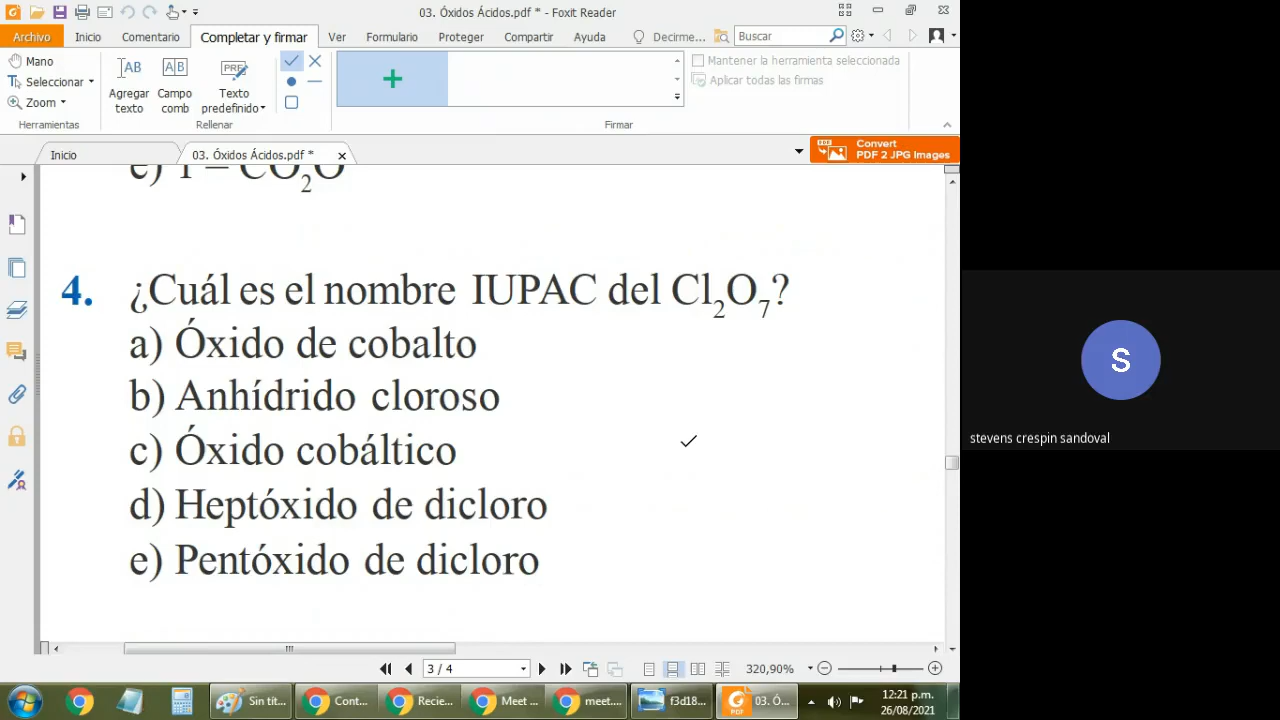 03. Óxidos Ácidos.pdf * - Foxit Reader
Archivo Inicio Comentario Completar y firmar Ver Formulario Proteger Compartir Ayuda Decirme... Buscar
Mano
Seleccionar
Zoom
Herramientas
Agregar texto
Campo comb
PRE
Texto predefinido
Rellenar
Mantener la herramienta seleccionada
Aplicar todas las firmas
Firmar
Inicio 03. Óxidos Ácidos.pdf *
Convert
PDF 2 JPG Images
4. ¿Cuál es el nombre IUPAC del Cl₂O₇?
a) Óxido de cobalto
b) Anhídrido cloroso
c) Óxido cobáltico
d) Heptóxido de dicloro
e) Pentóxido de dicloro
S
stevens crespin sandoval
3 / 4 320,90%
Sin tít... Cont... Recie... Meet ... meet.... f3d18... 03. Ó... 12:21 p.m.
26/08/2021